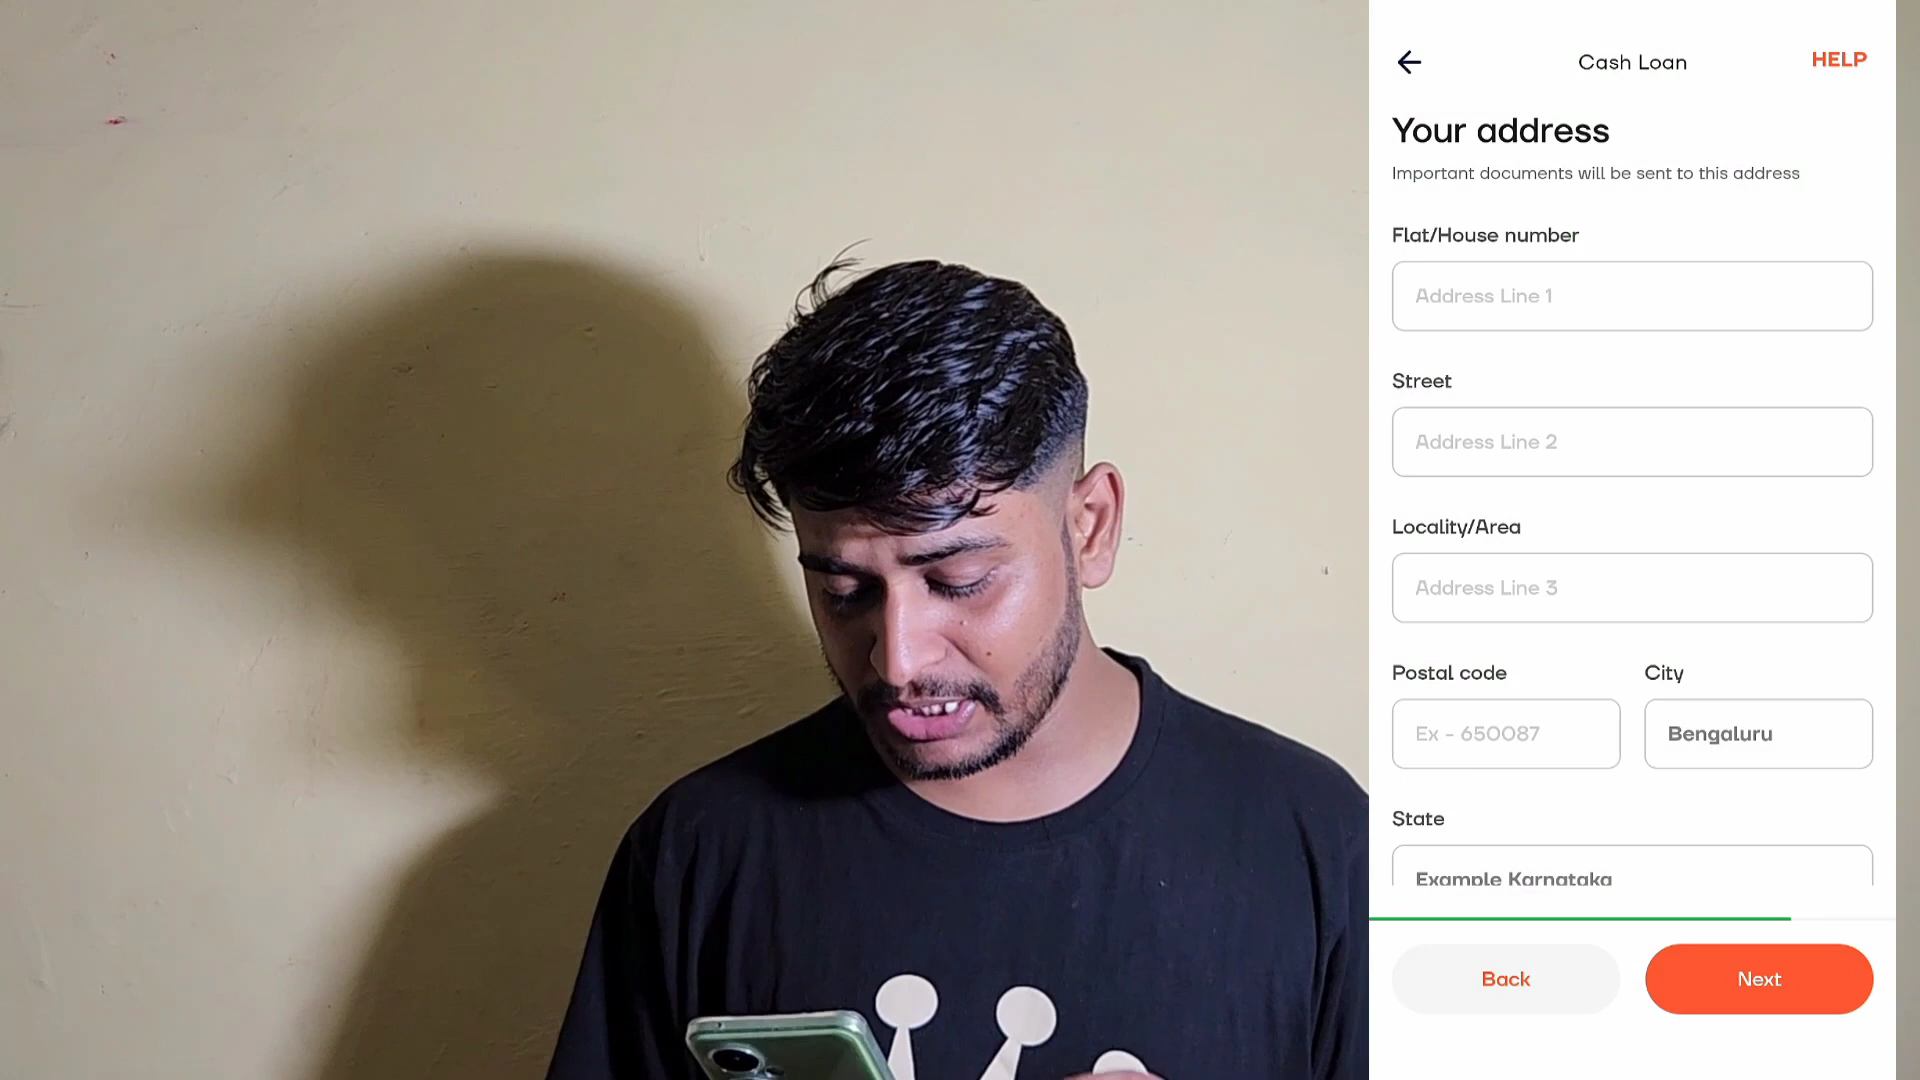 Cash Loan
HELP
Your address
Important documents will be sent to this address
Flat/House number
Address Line 1
Street
Address Line 2
Locality/Area
Address Line 3
Postal code
City
Ex - 650087
Bengaluru
State
Example Karnataka
Back
Next